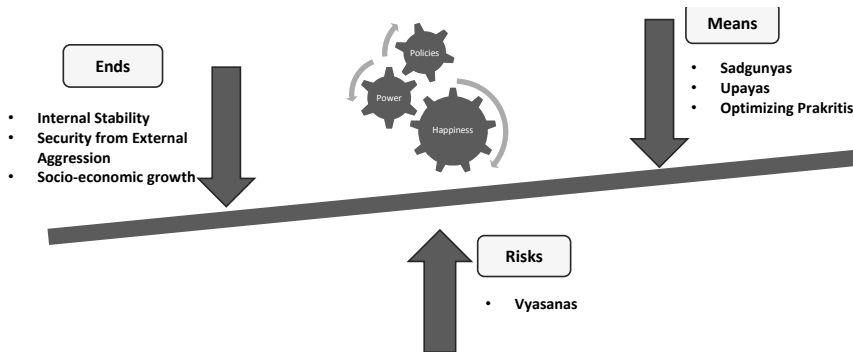 Ends
• Internal Stability
• Security from External
Aggression
• Socio-economic growth
Policies
Power
Happiness
Means
• Sadgunyas
• Upayas
• Optimizing Prakritis
Risks
• Vyasanas